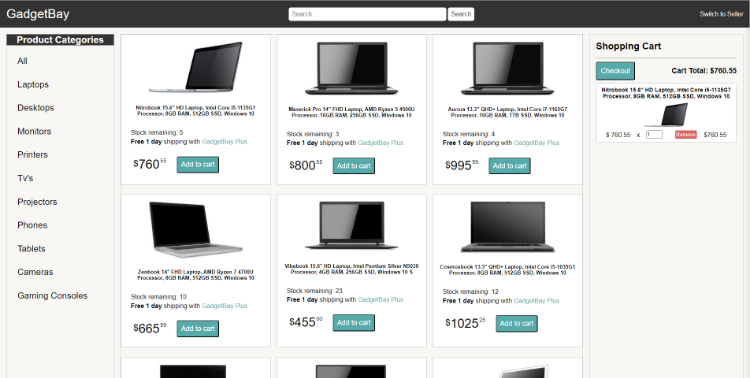 GadgetBay
Search...
Search
Switch to Seller
Product Categories
All
Laptops
Desktops
Monitors
Printers
Tv's
Projectors
Phones
Tablets
Cameras
Gaming Consoles
Nitrobook 15.6" HD Laptop, Intel Core i5-1135G7
Processor, 8GB RAM, 512GB SSD, Windows 10
Stock remaining: 5
Free 1 day shipping with GadgetBay Plus
$760.55
Add to cart
Maverick Pro 14" FHD Laptop, AMD Ryzen 5 4500U
Processor, 16GB RAM, 256GB SSD, Windows 10
Stock remaining: 3
Free 1 day shipping with GadgetBay Plus
$800
Add to cart
Aurora 13.3" QHD+ Laptop, Intel Core i7-1165G7
Processor, 16GB RAM, 1TB SSD, Windows 10
Stock remaining: 4
Free 1 day shipping with GadgetBay Plus
$995
Add to cart
Zenbook 14" FHD Laptop, AMD Ryzen 7 4700U
Processor, 8GB RAM, 512GB SSD, Windows 10
Stock remaining: 10
Free 1 day shipping with GadgetBay Plus
$665
Add to cart
Vibebook 15.6" HD Laptop, Intel Pentium Silver N5030
Processor, 4GB RAM, 256GB SSD, Windows 10 S
Stock remaining: 23
Free 1 day shipping with GadgetBay Plus
$455 00
Add to cart
Cosmosbook 13.3" QHD+ Laptop, Intel Core i5-1035G1
Processor, 8GB RAM, 512GB SSD, Windows 10
Stock remaining: 12
Free 1 day shipping with GadgetBay Plus
$1025 25
Add to cart
Shopping Cart
Checkout
Cart Total: $760.55
Nitrobook 15.6" HD Laptop, Intel Core i5-1135G7
Processor, 8GB RAM, 512GB SSD, Windows 10
$ 760.55 x 1 Remove $760.55